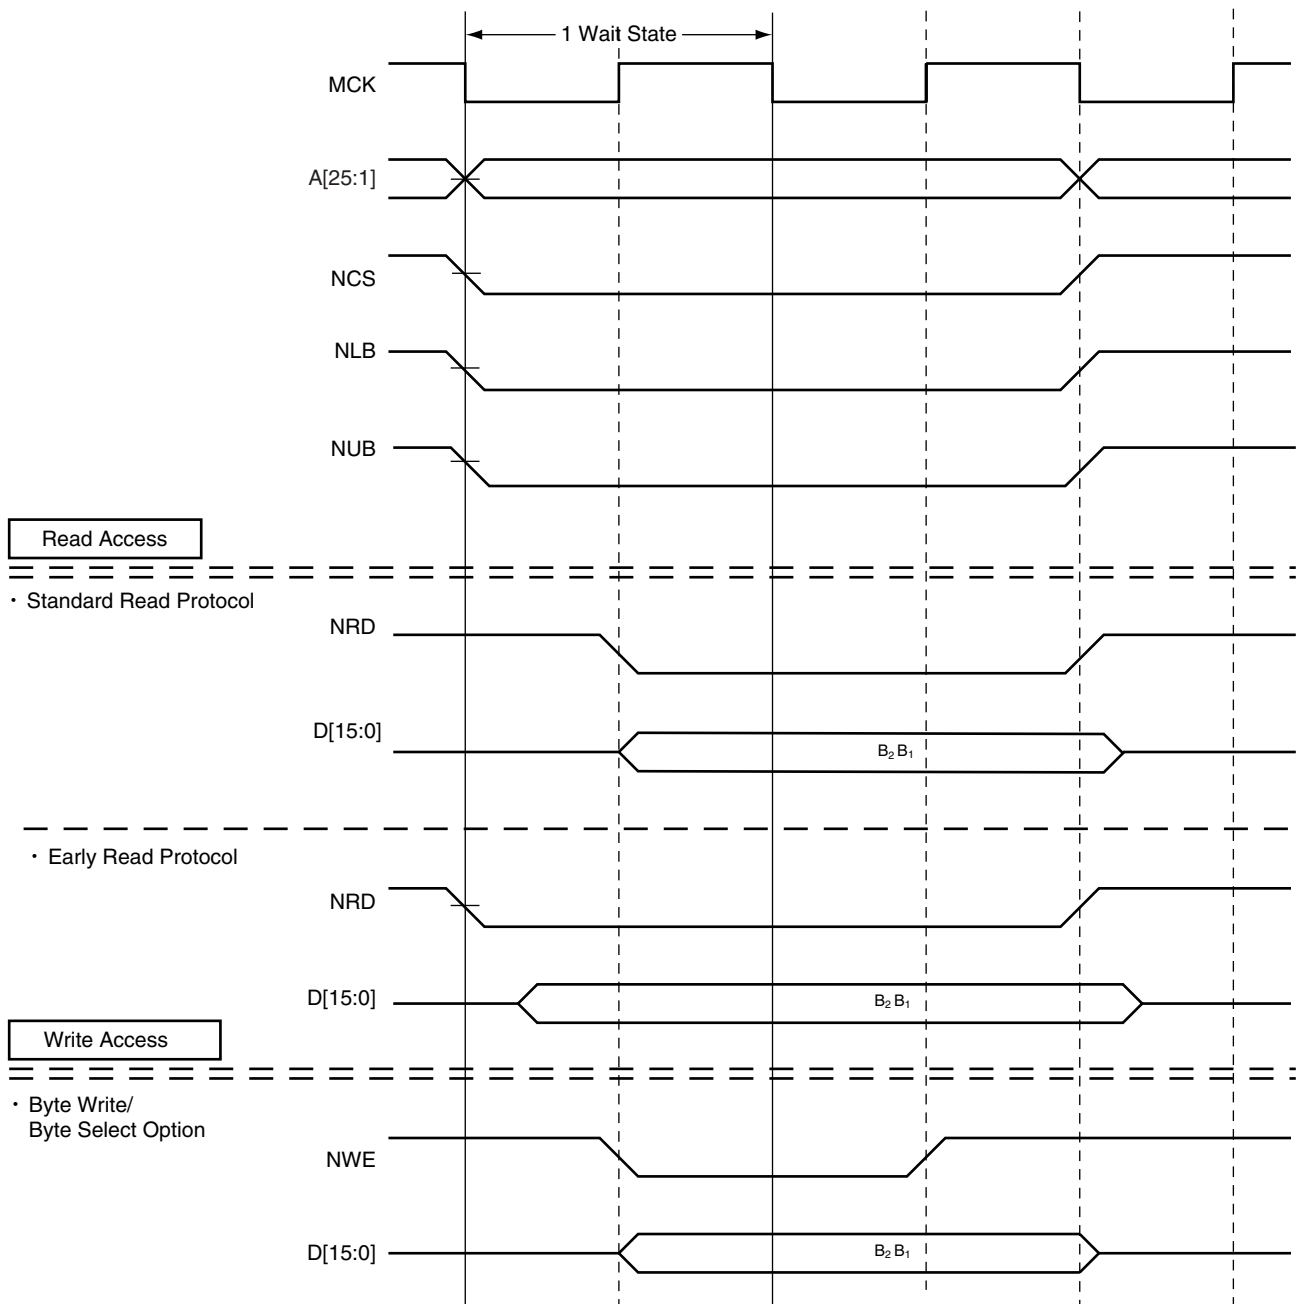 1 Wait State
MCK
A[25:1]
NCS
NLB
NUB
Read Access
· Standard Read Protocol
NRD
D[15:0]
B₂ B₁
· Early Read Protocol
NRD
D[15:0]
B₂ B₁
Write Access
· Byte Write/
Byte Select Option
NWE
D[15:0]
B₂ B₁